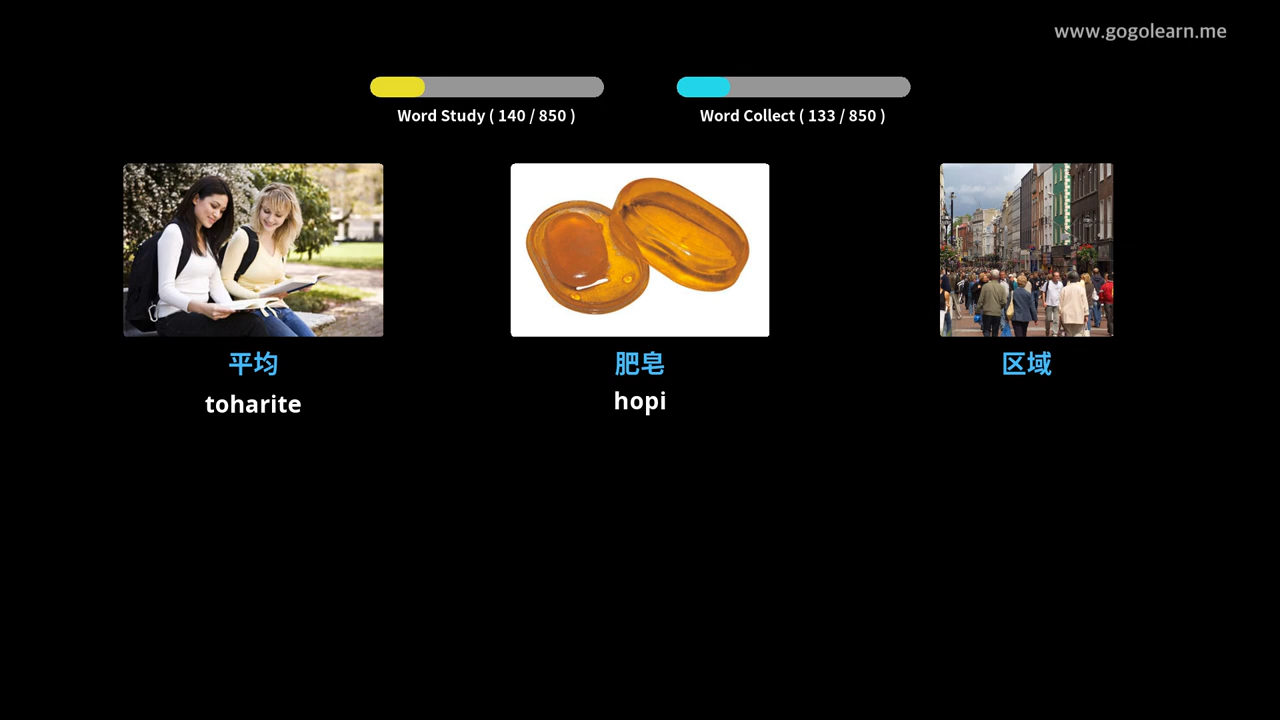 www.gogolearn.me
Word Study ( 140 / 850 )
Word Collect ( 133 / 850 )
平均
肥皂
区域
toharite
hopi